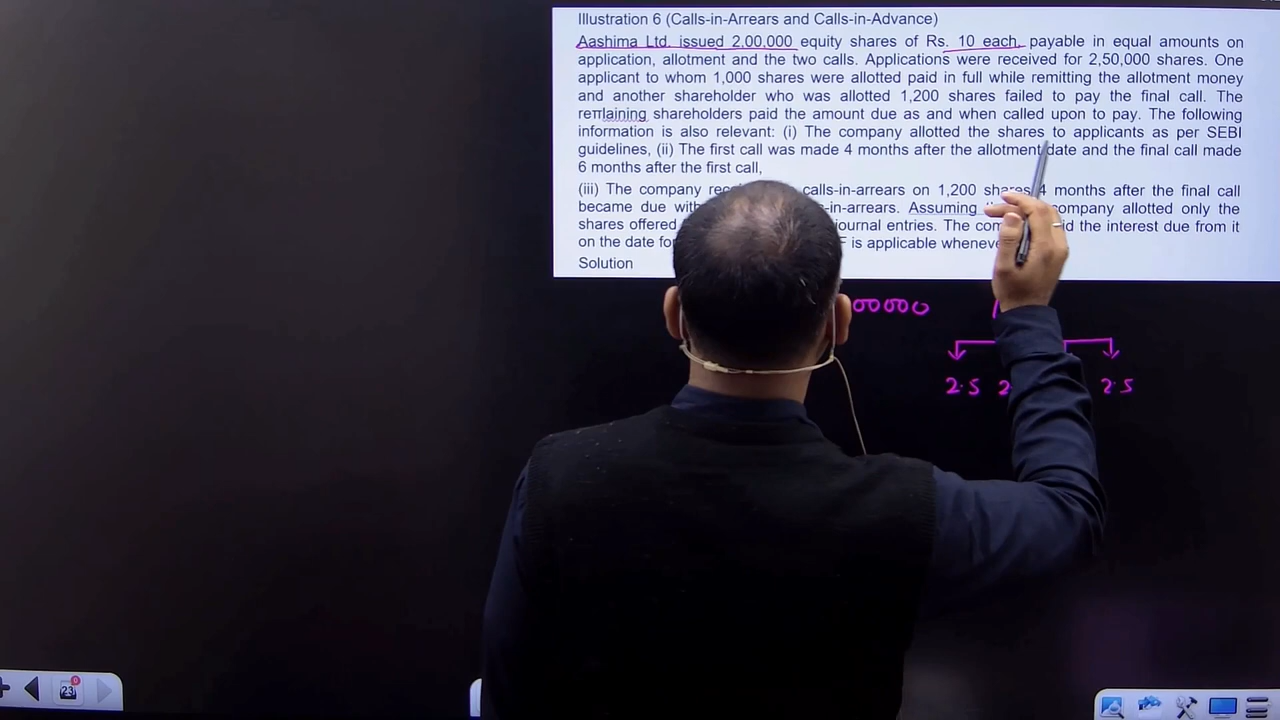 Illustration 6 (Calls-in-Arrears and Calls-in-Advance)
Aashima Ltd. issued 2,00,000 equity shares of Rs. 10 each, payable in equal amounts on
application, allotment and the two calls. Applications were received for 2,50,000 shares. One
applicant to whom 1,000 shares were allotted paid in full while remitting the allotment money
and another shareholder who was allotted 1,200 shares failed to pay the final call. The
remlaining shareholders paid the amount due as and when called upon to pay. The following
information is also relevant: (i) The company allotted the shares to applicants as per SEBI
guidelines, (ii) The first call was made 4 months after the allotment date and the final call made
6 months after the first call,
(iii) The company calls-in-arrears on 1,200 shares 4 months after the final call
became due s-in-arrears. Assuming company allotted only the
shares offered journal entries. The the interest due from it
on the date is applicable
Solution
00000
2.5 2 2.5
23
0